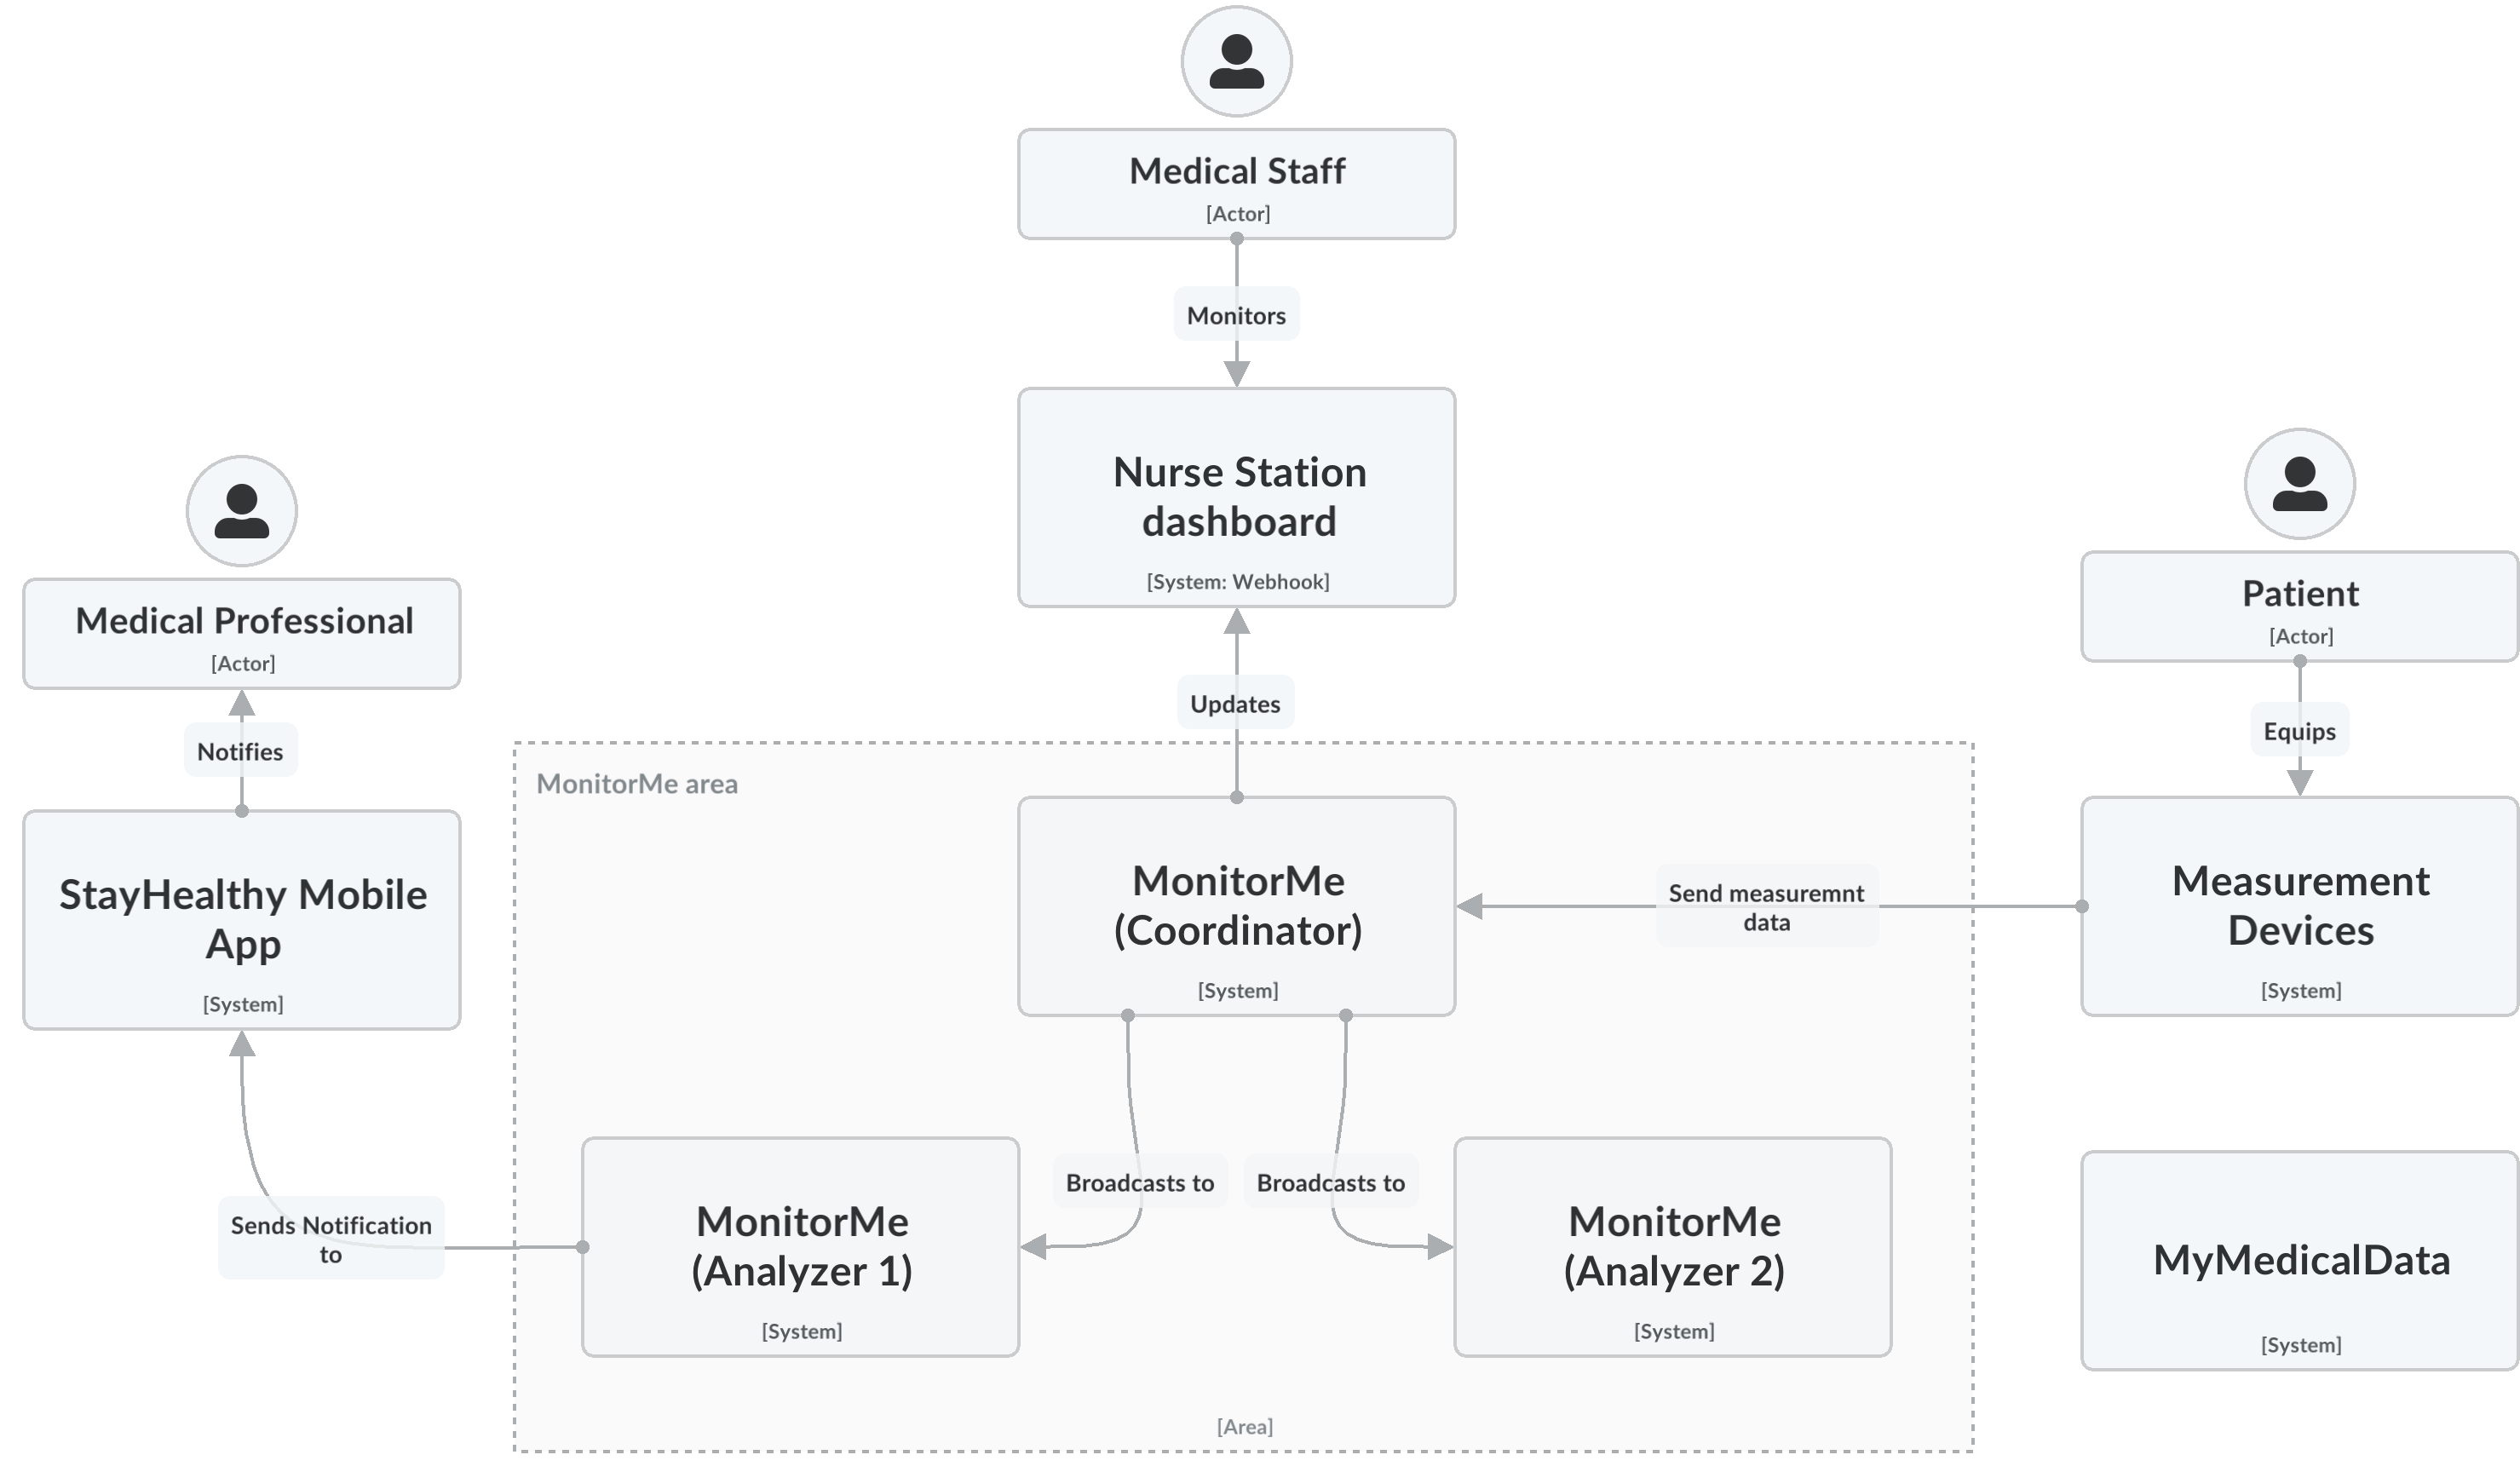 Medical Staff
[Actor]
Monitors
Nurse Station
dashboard
[System: Webhook]
Medical Professional
[Actor]
Notifies
StayHealthy Mobile
App
[System]
Sends Notification
to
Updates
MonitorMe area
MonitorMe
(Coordinator)
[System]
Send measuremnt
data
Patient
[Actor]
Equips
Measurement
Devices
[System]
Broadcasts to
Broadcasts to
MonitorMe
(Analyzer 1)
[System]
MonitorMe
(Analyzer 2)
[System]
MyMedicalData
[System]
[Area]